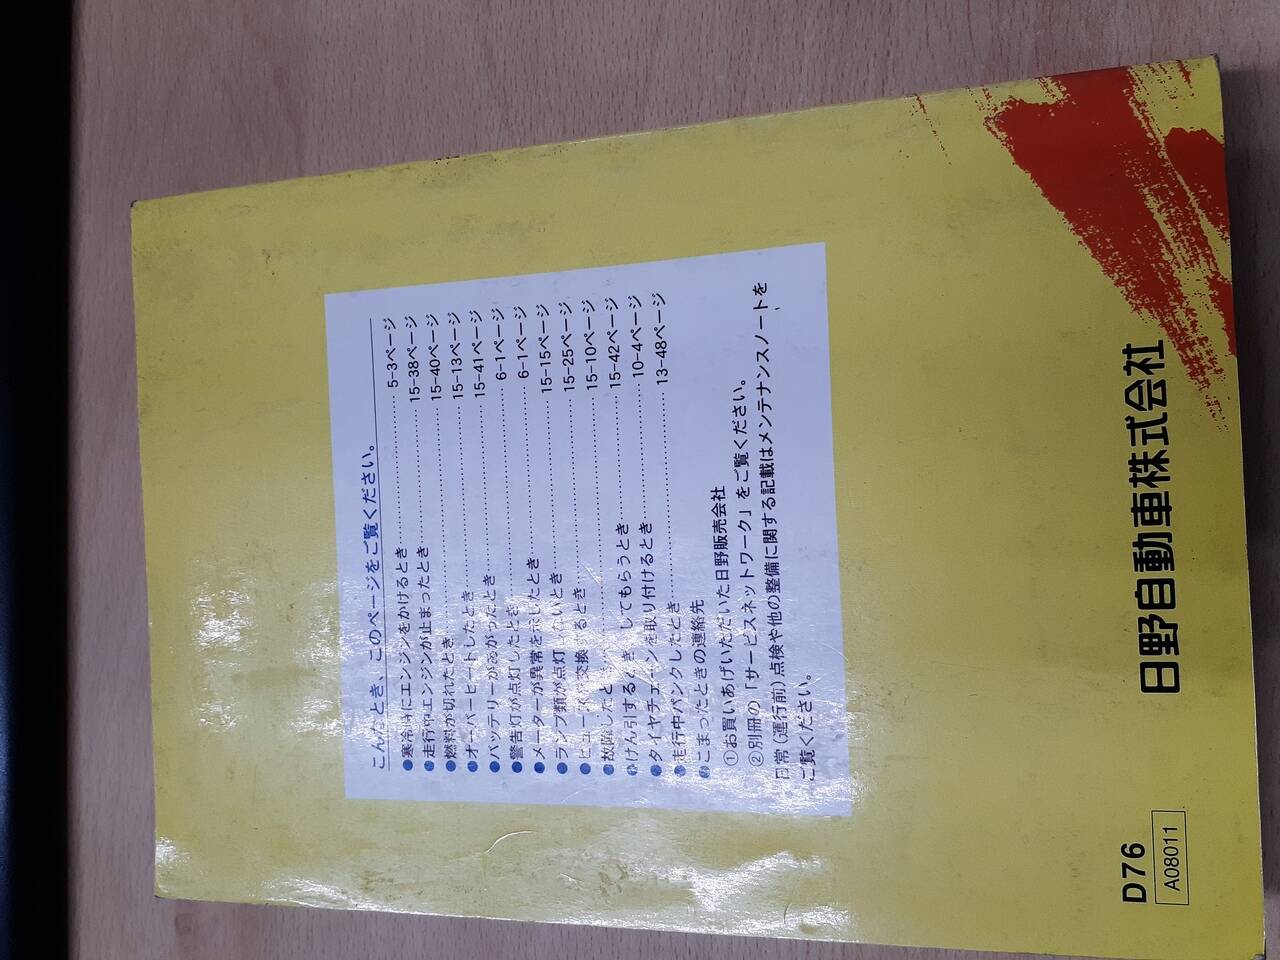 こんなとき、このページをご覧ください。
●寒冷時にエンジンをかけるとき……………5-3ページ
●走行中エンジンが止まったとき……………15-38ページ
●燃料が切れたとき……………15-40ページ
●オーバーヒートしたとき……………15-13ページ
●バッテリーがあがったとき……………15-41ページ
●警告灯が点灯したとき……………6-1ページ
●メーターが異常を示したとき……………6-1ページ
●ランプ類が点灯しないとき……………15-15ページ
●ヒューズを交換するとき……………15-25ページ
●故障したと……………15-10ページ
●けん引するとき、してもらうとき……………15-42ページ
●タイヤチェーンを取り付けるとき……………10-4ページ
●走行中パンクしたとき……………13-48ページ
●こまったときの連絡先
①お買いあげいただいた日野販売会社
②別冊の「サービスネットワーク」をご覧ください。
日常(運行前)点検や他の整備に関する記載はメンテナンスノートを
ご覧ください。
日野自動車株式会社
D76
A08011